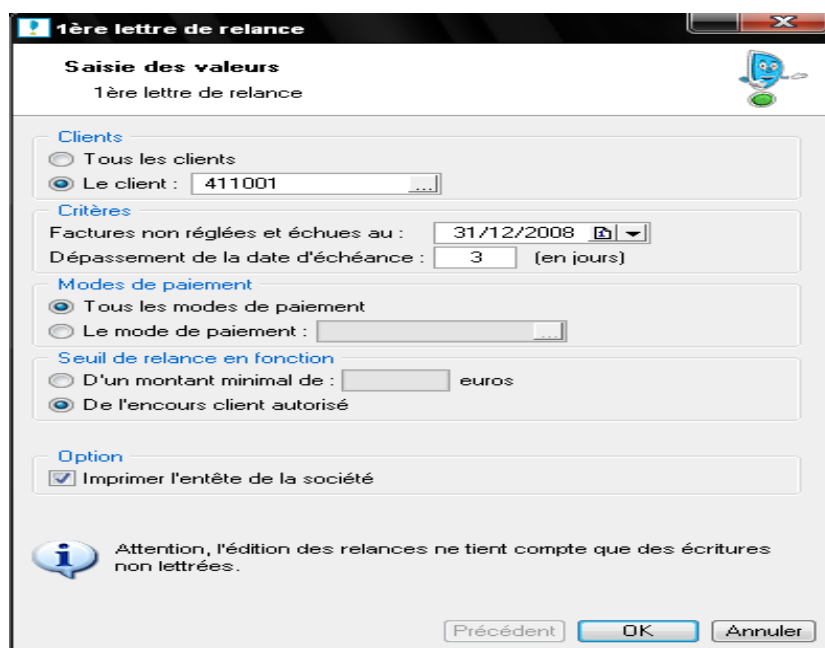 1ère lettre de relance
Saisie des valeurs
1ère lettre de relance
Clients
Tous les clients
Le client : 411001 ...
Critères
Factures non réglées et échues au : 31/12/2008
Dépassement de la date d'échéance : 3 (en jours)
Modes de paiement
Tous les modes de paiement
Le mode de paiement : ...
Seuil de relance en fonction
D'un montant minimal de : euros
De l'encours client autorisé
Option
Imprimer l'entête de la société
Attention, l'édition des relances ne tient compte que des écritures
non lettrées.
Précédent OK Annuler